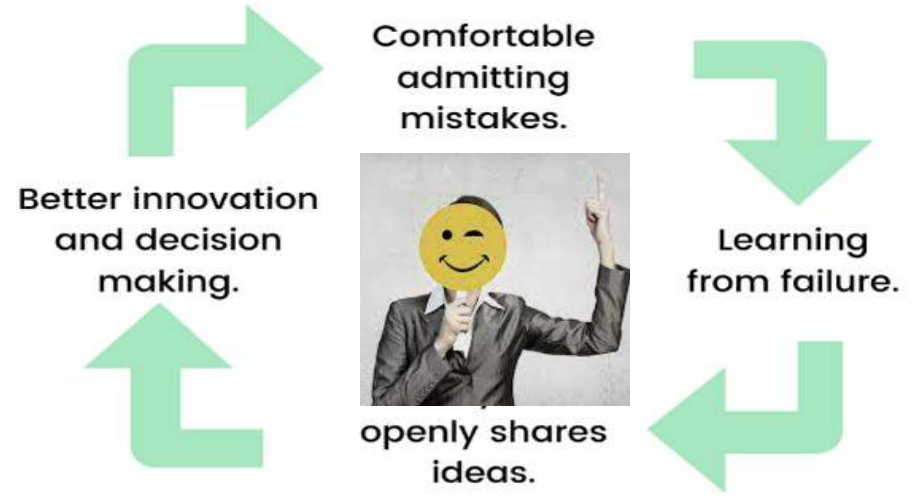 Comfortable
admitting
mistakes.
Learning
from failure.
openly shares
ideas.
Better innovation
and decision
making.